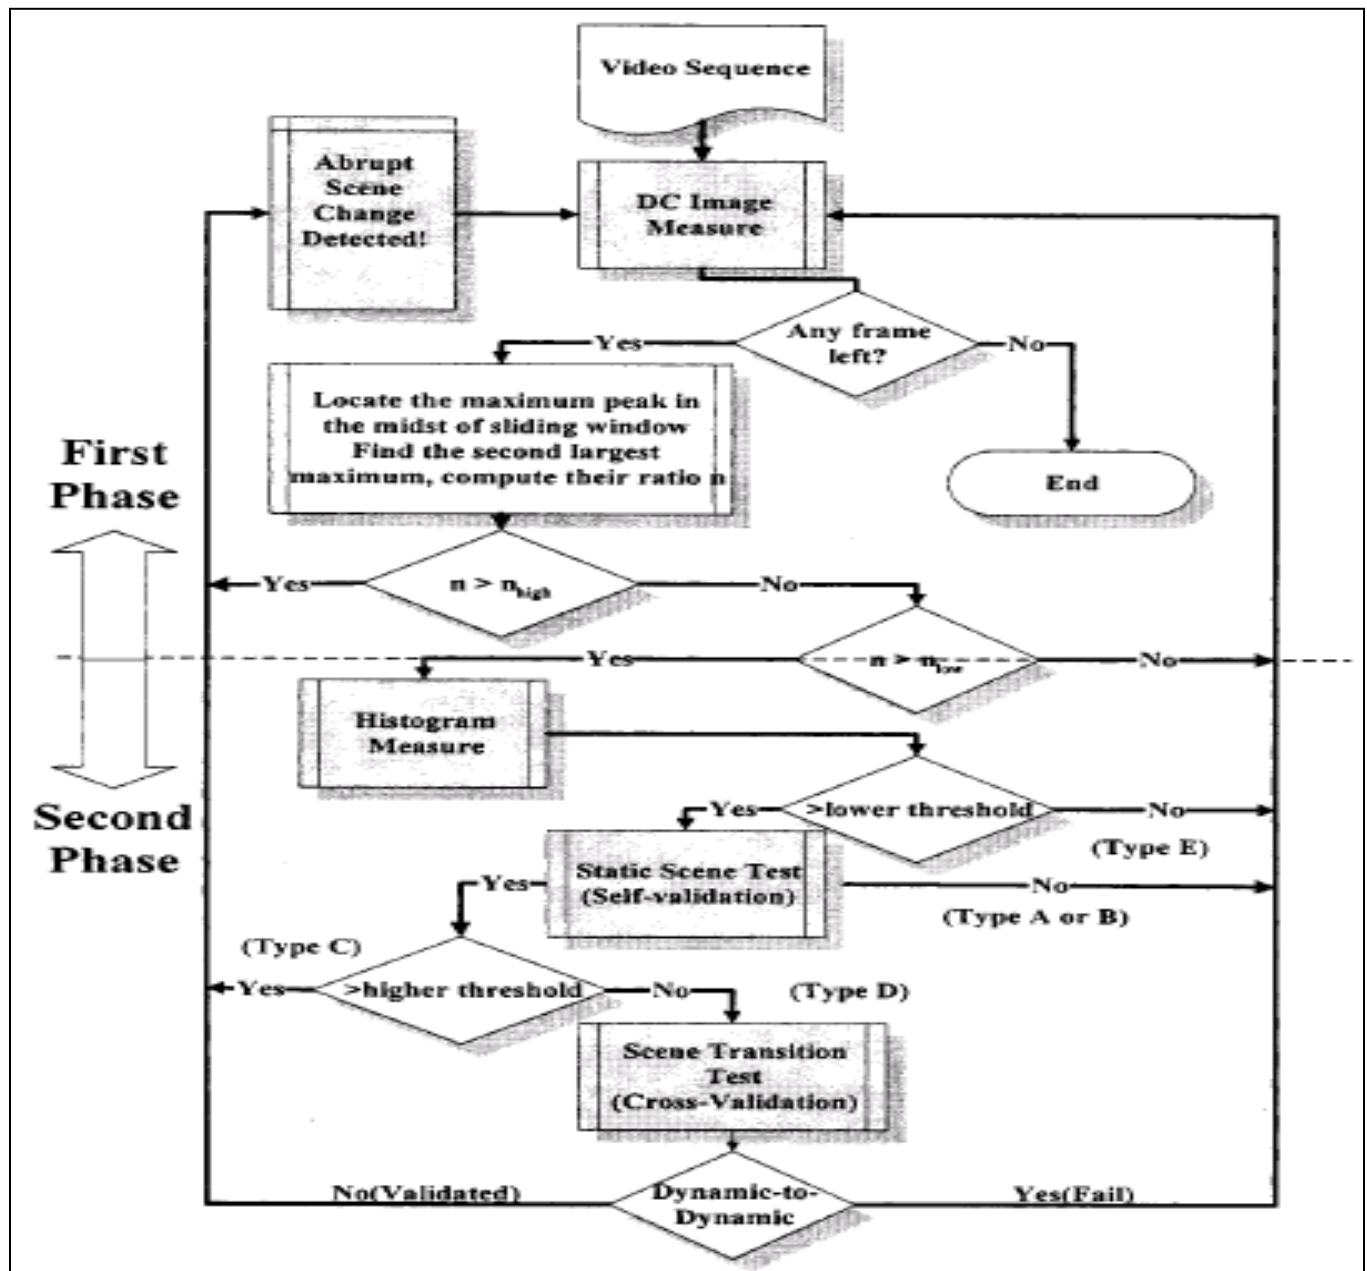 Video Sequence
Abrupt
Scene
Change
Detected!
DC Image
Measure
Any frame
left?
Yes
No
Locate the maximum peak in
the midst of sliding window
Find the second largest
maximum, compute their ratio n
End
First
Phase
n > nhigh
Yes
No
n > nlow
Yes
No
Histogram
Measure
Second
Phase
>lower threshold
Yes
No
(Type E)
Static Scene Test
(Self-validation)
Yes
No
(Type A or B)
(Type C)
>higher threshold
Yes
No
(Type D)
Scene Transition
Test
(Cross-Validation)
No(Validated)
Dynamic-to-
Dynamic
Yes(Fail)